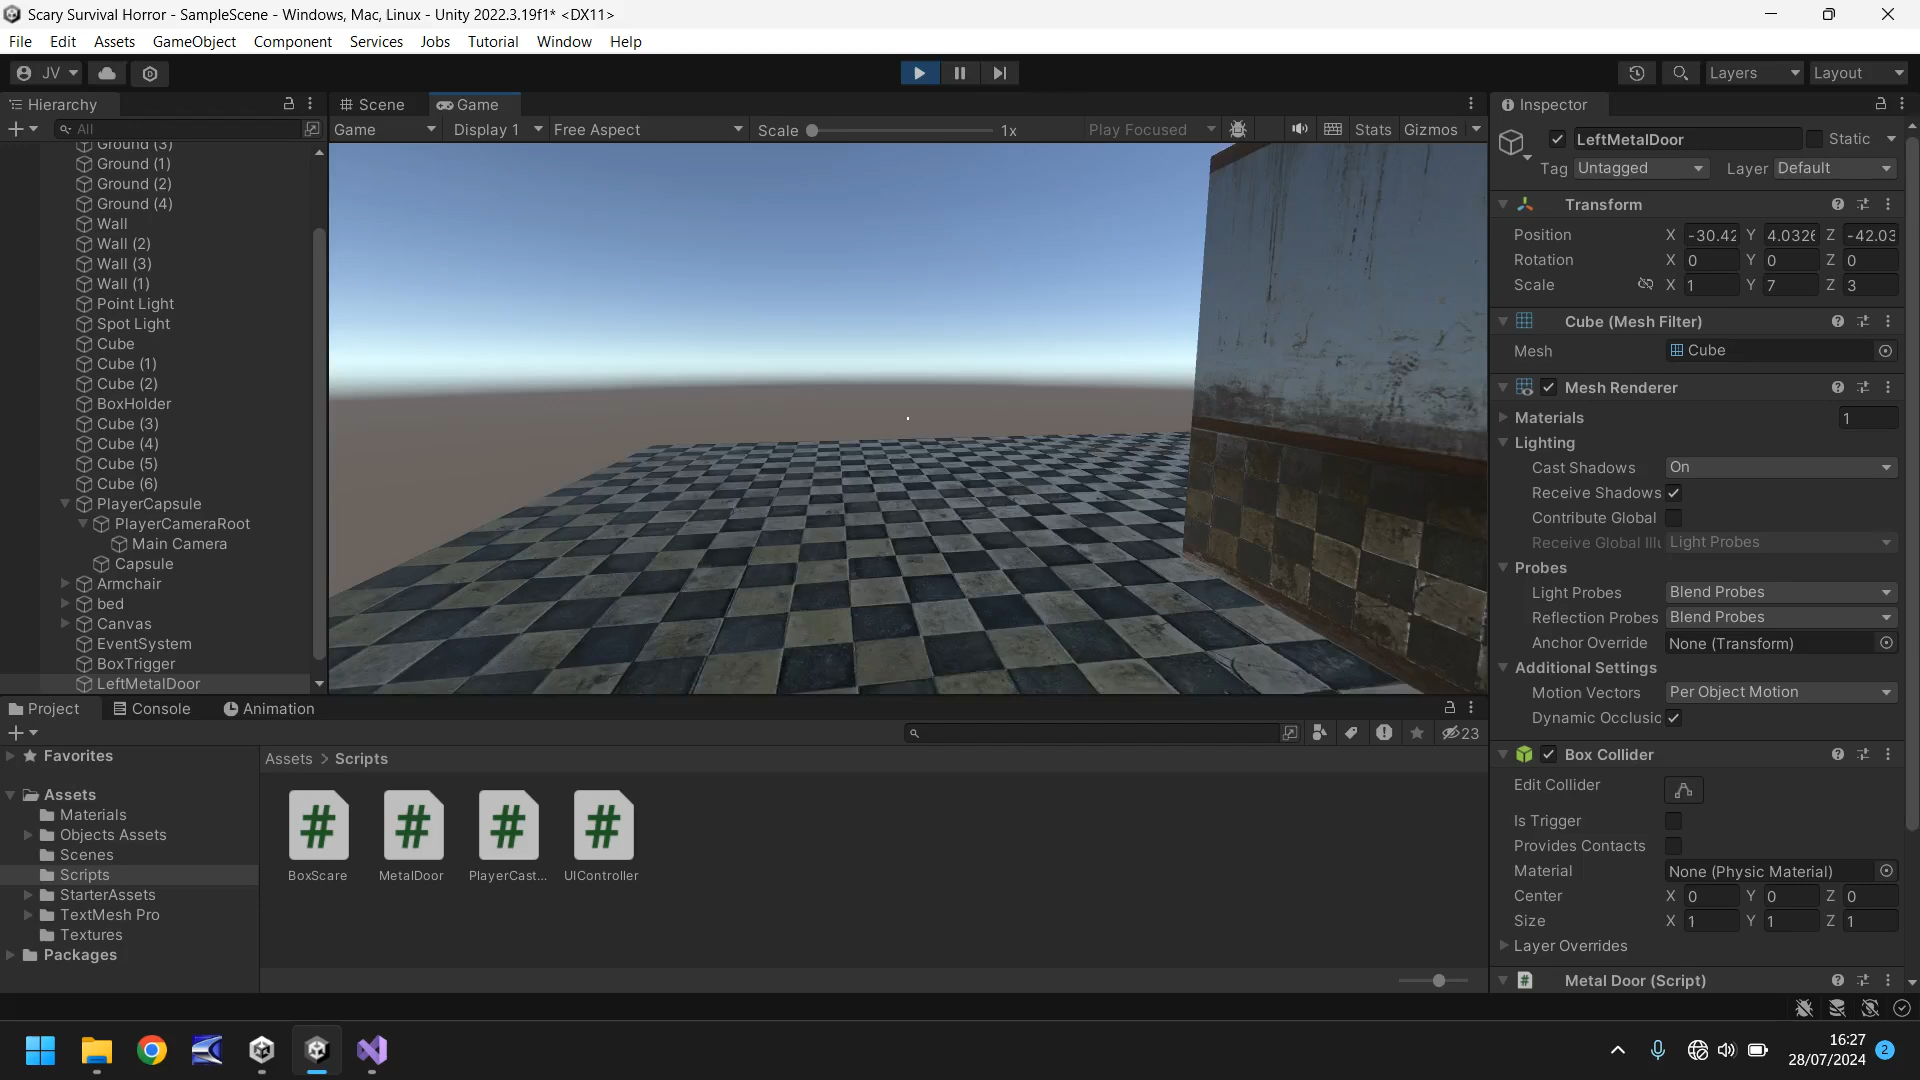 Scary Survival Horror - SampleScene - Windows, Mac, Linux - Unity 2022.3.19f1* <DX11>
File Edit Assets GameObject Component Services Jobs Tutorial Window Help
JV Layers Layout
Hierarchy
All
Ground (3)
Ground (1)
Ground (2)
Ground (4)
Wall
Wall (2)
Wall (3)
Wall (1)
Point Light
Spot Light
Cube
Cube (1)
Cube (2)
BoxHolder
Cube (3)
Cube (4)
Cube (5)
Cube (6)
PlayerCapsule
PlayerCameraRoot
Main Camera
Capsule
Armchair
bed
Canvas
EventSystem
BoxTrigger
LeftMetalDoor
Scene Game
Game Display 1 Free Aspect Scale 1x Play Focused Stats Gizmos
Inspector
LeftMetalDoor Static
Tag Untagged Layer Default
Transform
Position X -30.42 Y 4.0326 Z -42.03
Rotation X 0 Y 0 Z 0
Scale X 1 Y 7 Z 3
Cube (Mesh Filter)
Mesh Cube
Mesh Renderer
Materials 1
Lighting
Cast Shadows On
Receive Shadows
Contribute Global
Receive Global Illu Light Probes
Probes
Light Probes Blend Probes
Reflection Probes Blend Probes
Anchor Override None (Transform)
Additional Settings
Motion Vectors Per Object Motion
Dynamic Occlusic
Box Collider
Edit Collider
Is Trigger
Provides Contacts
Material None (Physic Material)
Center X 0 Y 0 Z 0
Size X 1 Y 1 Z 1
Layer Overrides
Metal Door (Script)
Project Console Animation
23
Favorites
Assets
Materials
Objects Assets
Scenes
Scripts
StarterAssets
TextMesh Pro
Textures
Packages
Assets > Scripts
BoxScare MetalDoor PlayerCast... UIController
16:27
28/07/2024
2